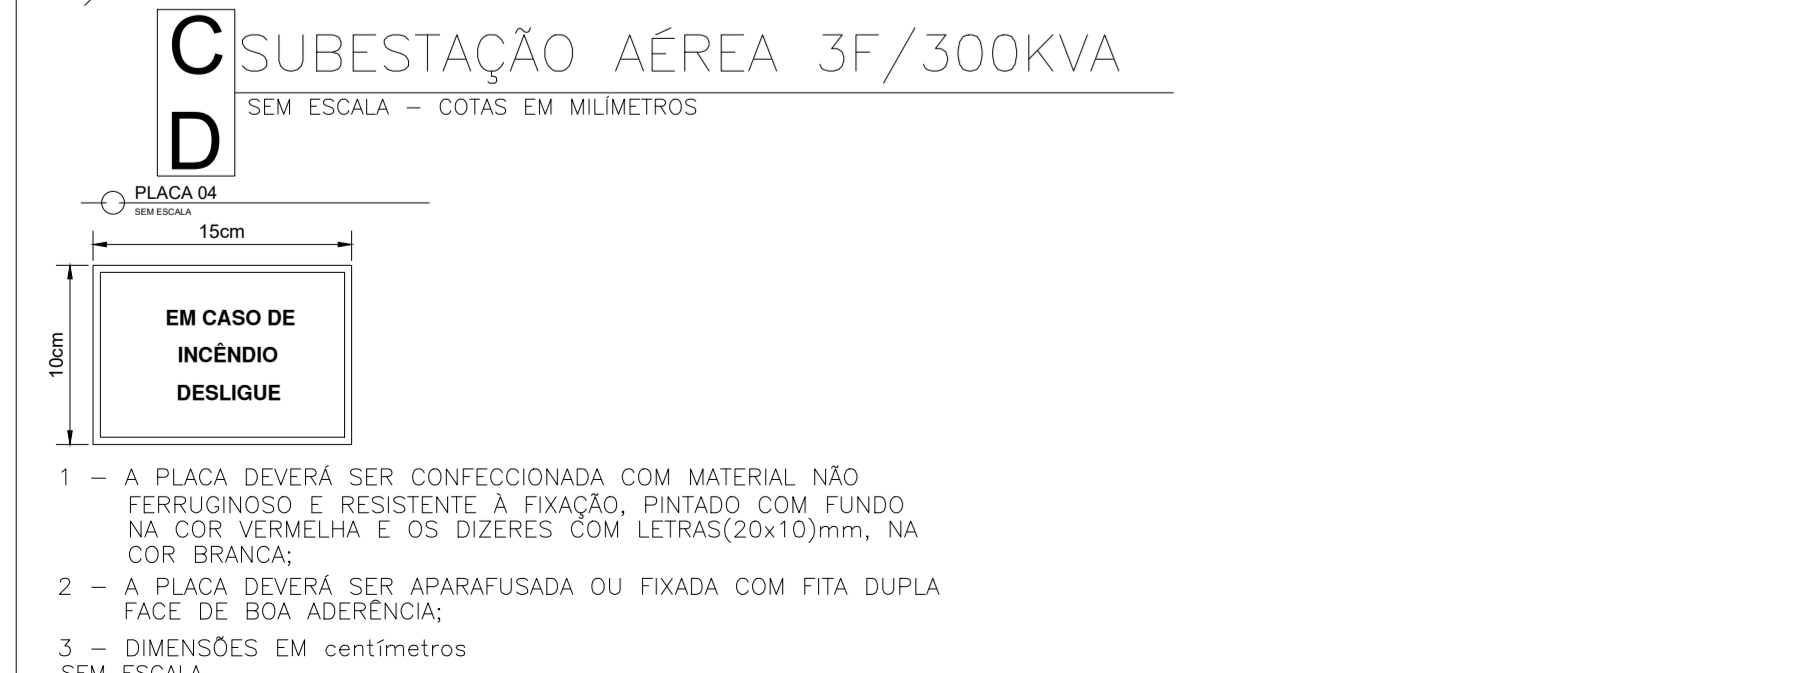 C
SUBESTAÇÃO AÉREA 3F/300KVA
SEM ESCALA - COTAS EM MILÍMETROS
D
PLACA 04
SEM ESCALA
15cm
10cm
EM CASO DE
INCÊNDIO
DESLIGUE
1 - A PLACA DEVERÁ SER CONFECCIONADA COM MATERIAL NÃO
FERRUGINOSO E RESISTENTE À FIXAÇÃO, PINTADO COM FUNDO
NA COR VERMELHA E OS DIZERES COM LETRAS(20x10)mm, NA
COR BRANCA;
2 - A PLACA DEVERÁ SER APARAFUSADA OU FIXADA COM FITA DUPLA
FACE DE BOA ADERÊNCIA;
3 - DIMENSÕES EM centímetros
SEM ESCALA